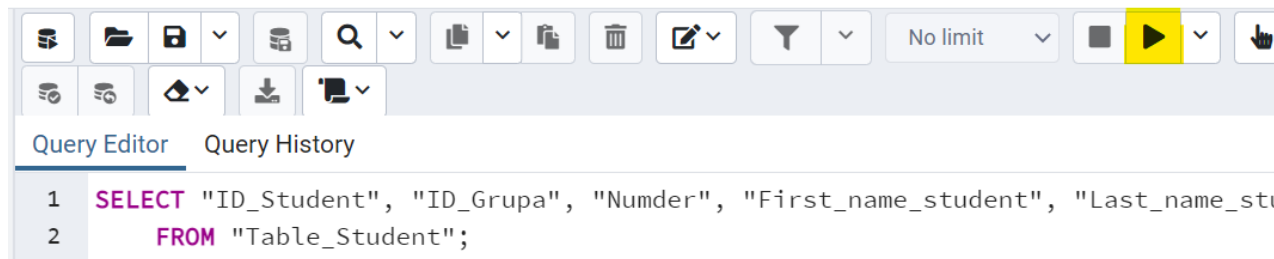 No limit
Query Editor Query History
1 SELECT "ID_Student", "ID_Grupa", "Numder", "First_name_student", "Last_name_stu
2 FROM "Table_Student";